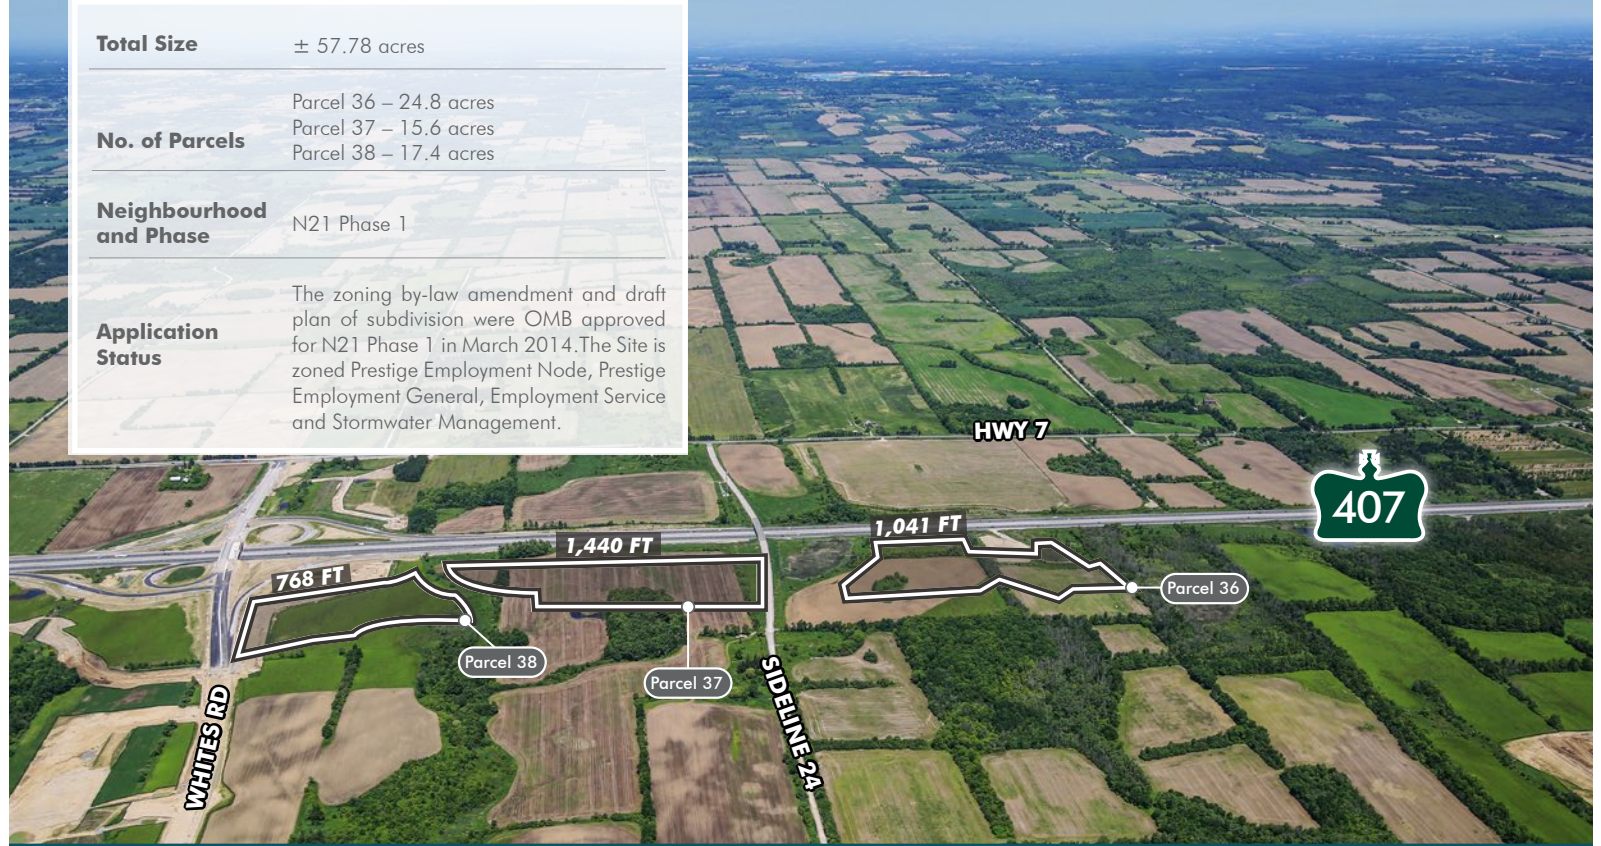 Total Size
± 57.78 acres
No. of Parcels
Parcel 36 – 24.8 acres
Parcel 37 – 15.6 acres
Parcel 38 – 17.4 acres
Neighbourhood
and Phase
N21 Phase 1
Application
Status
The zoning by-law amendment and draft
plan of subdivision were OMB approved
for N21 Phase 1 in March 2014.The Site is
zoned Prestige Employment Node, Prestige
Employment General, Employment Service
and Stormwater Management.
HWY 7
407
1,041 FT
1,440 FT
768 FT
Parcel 36
Parcel 38
Parcel 37
WHITES RD
SIDELINE 24